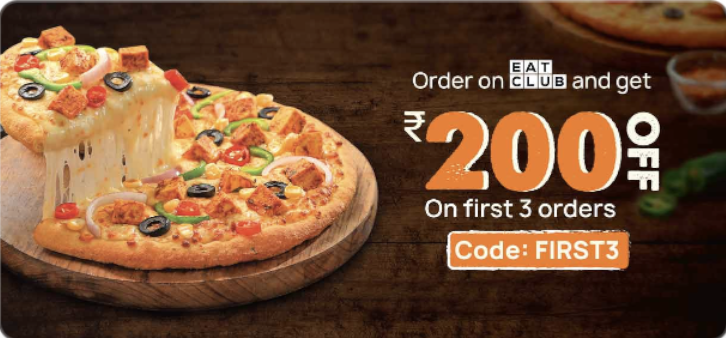 Order on EAT CLUB and get
₹200 OFF
On first 3 orders
Code: FIRST3